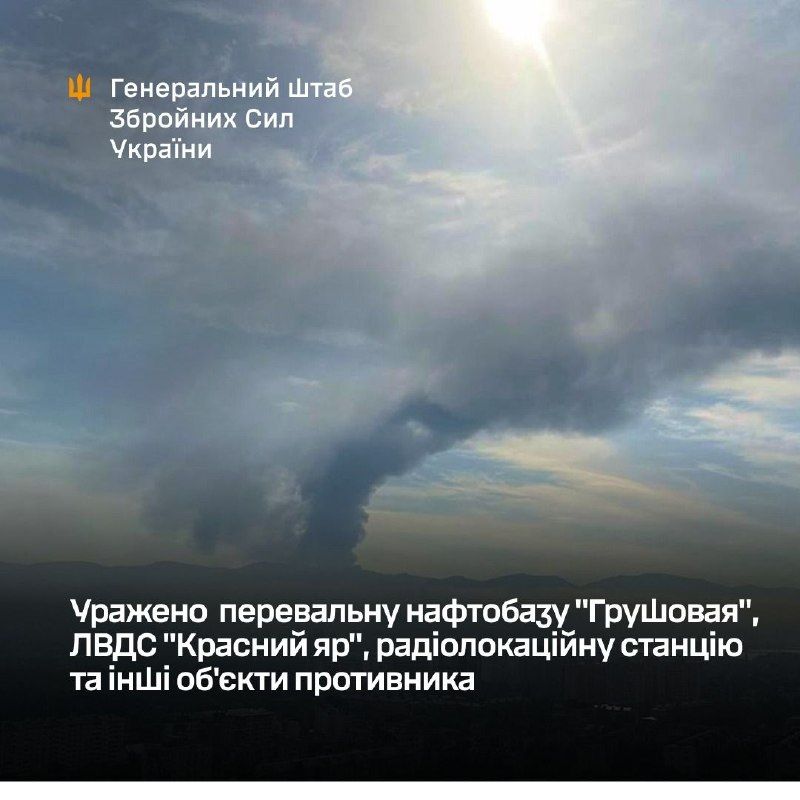 Генеральний штаб
Збройних Сил
України
Уражено перевальну нафтобазу "Грушовая",
ЛВДС "Красний яр", радіолокаційну станцію
та інші об'єкти противника